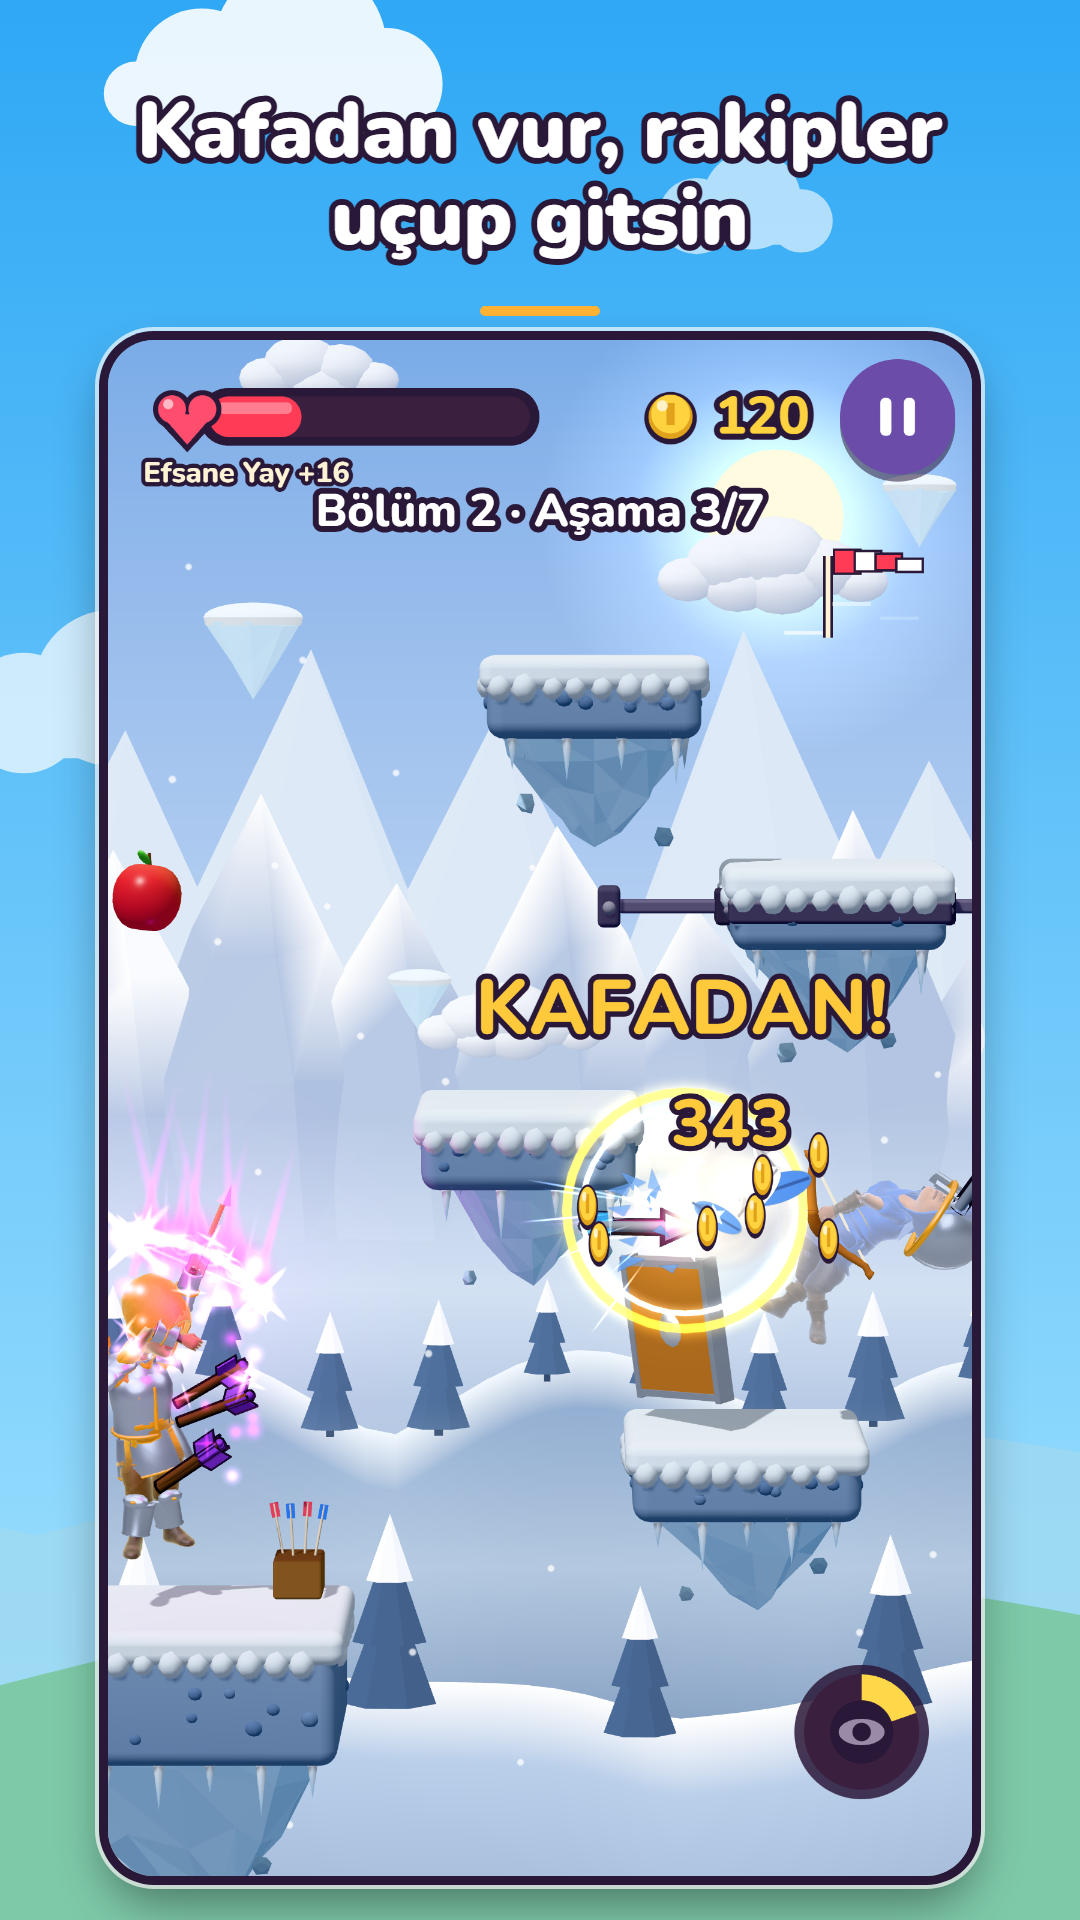 Kafadan vur, rakipler
uçup gitsin
120
Efsane Yay +16
Bölüm 2 · Aşama 3/7
KAFADAN!
343